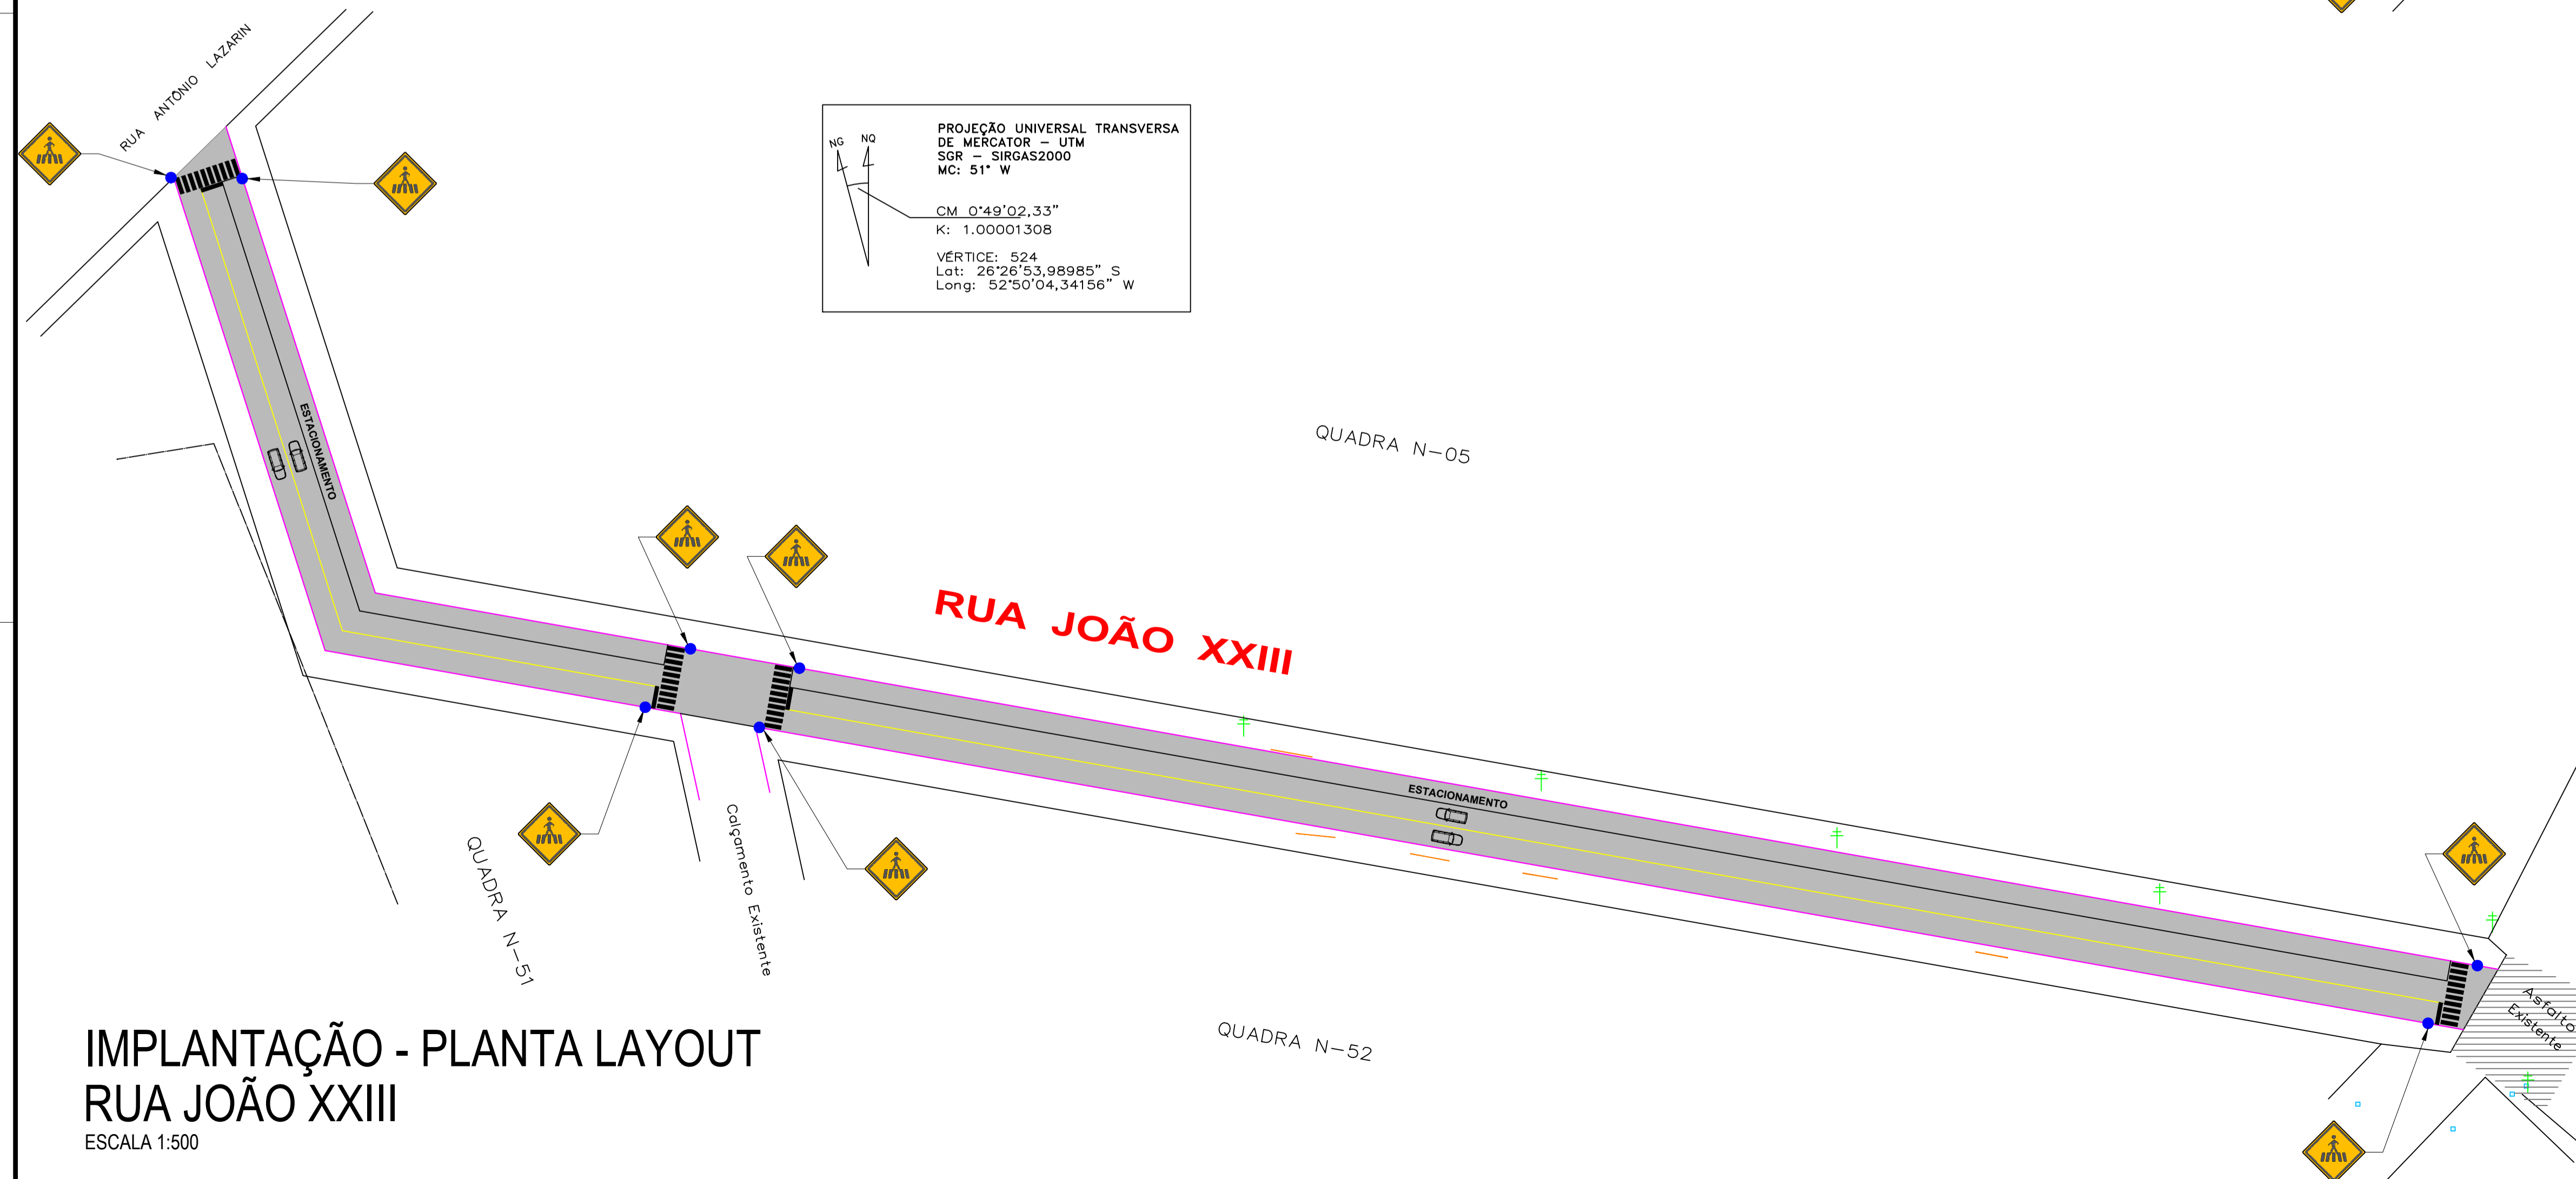 RUA ANTÔNIO LAZARIN
NG NQ
PROJEÇÃO UNIVERSAL TRANSVERSA
DE MERCATOR – UTM
SGR – SIRGAS2000
MC: 51° W
CM 0°49'02,33"
K: 1.00001308
VÉRTICE: 524
Lat: 26°26'53,98985" S
Long: 52°50'04,34156" W
ESTACIONAMENTO
QUADRA N–05
RUA JOÃO XXIII
ESTACIONAMENTO
Calçamento Existente
QUADRA N–51
QUADRA N–52
Asfalto
Existente
IMPLANTAÇÃO - PLANTA LAYOUT
RUA JOÃO XXIII
ESCALA 1:500